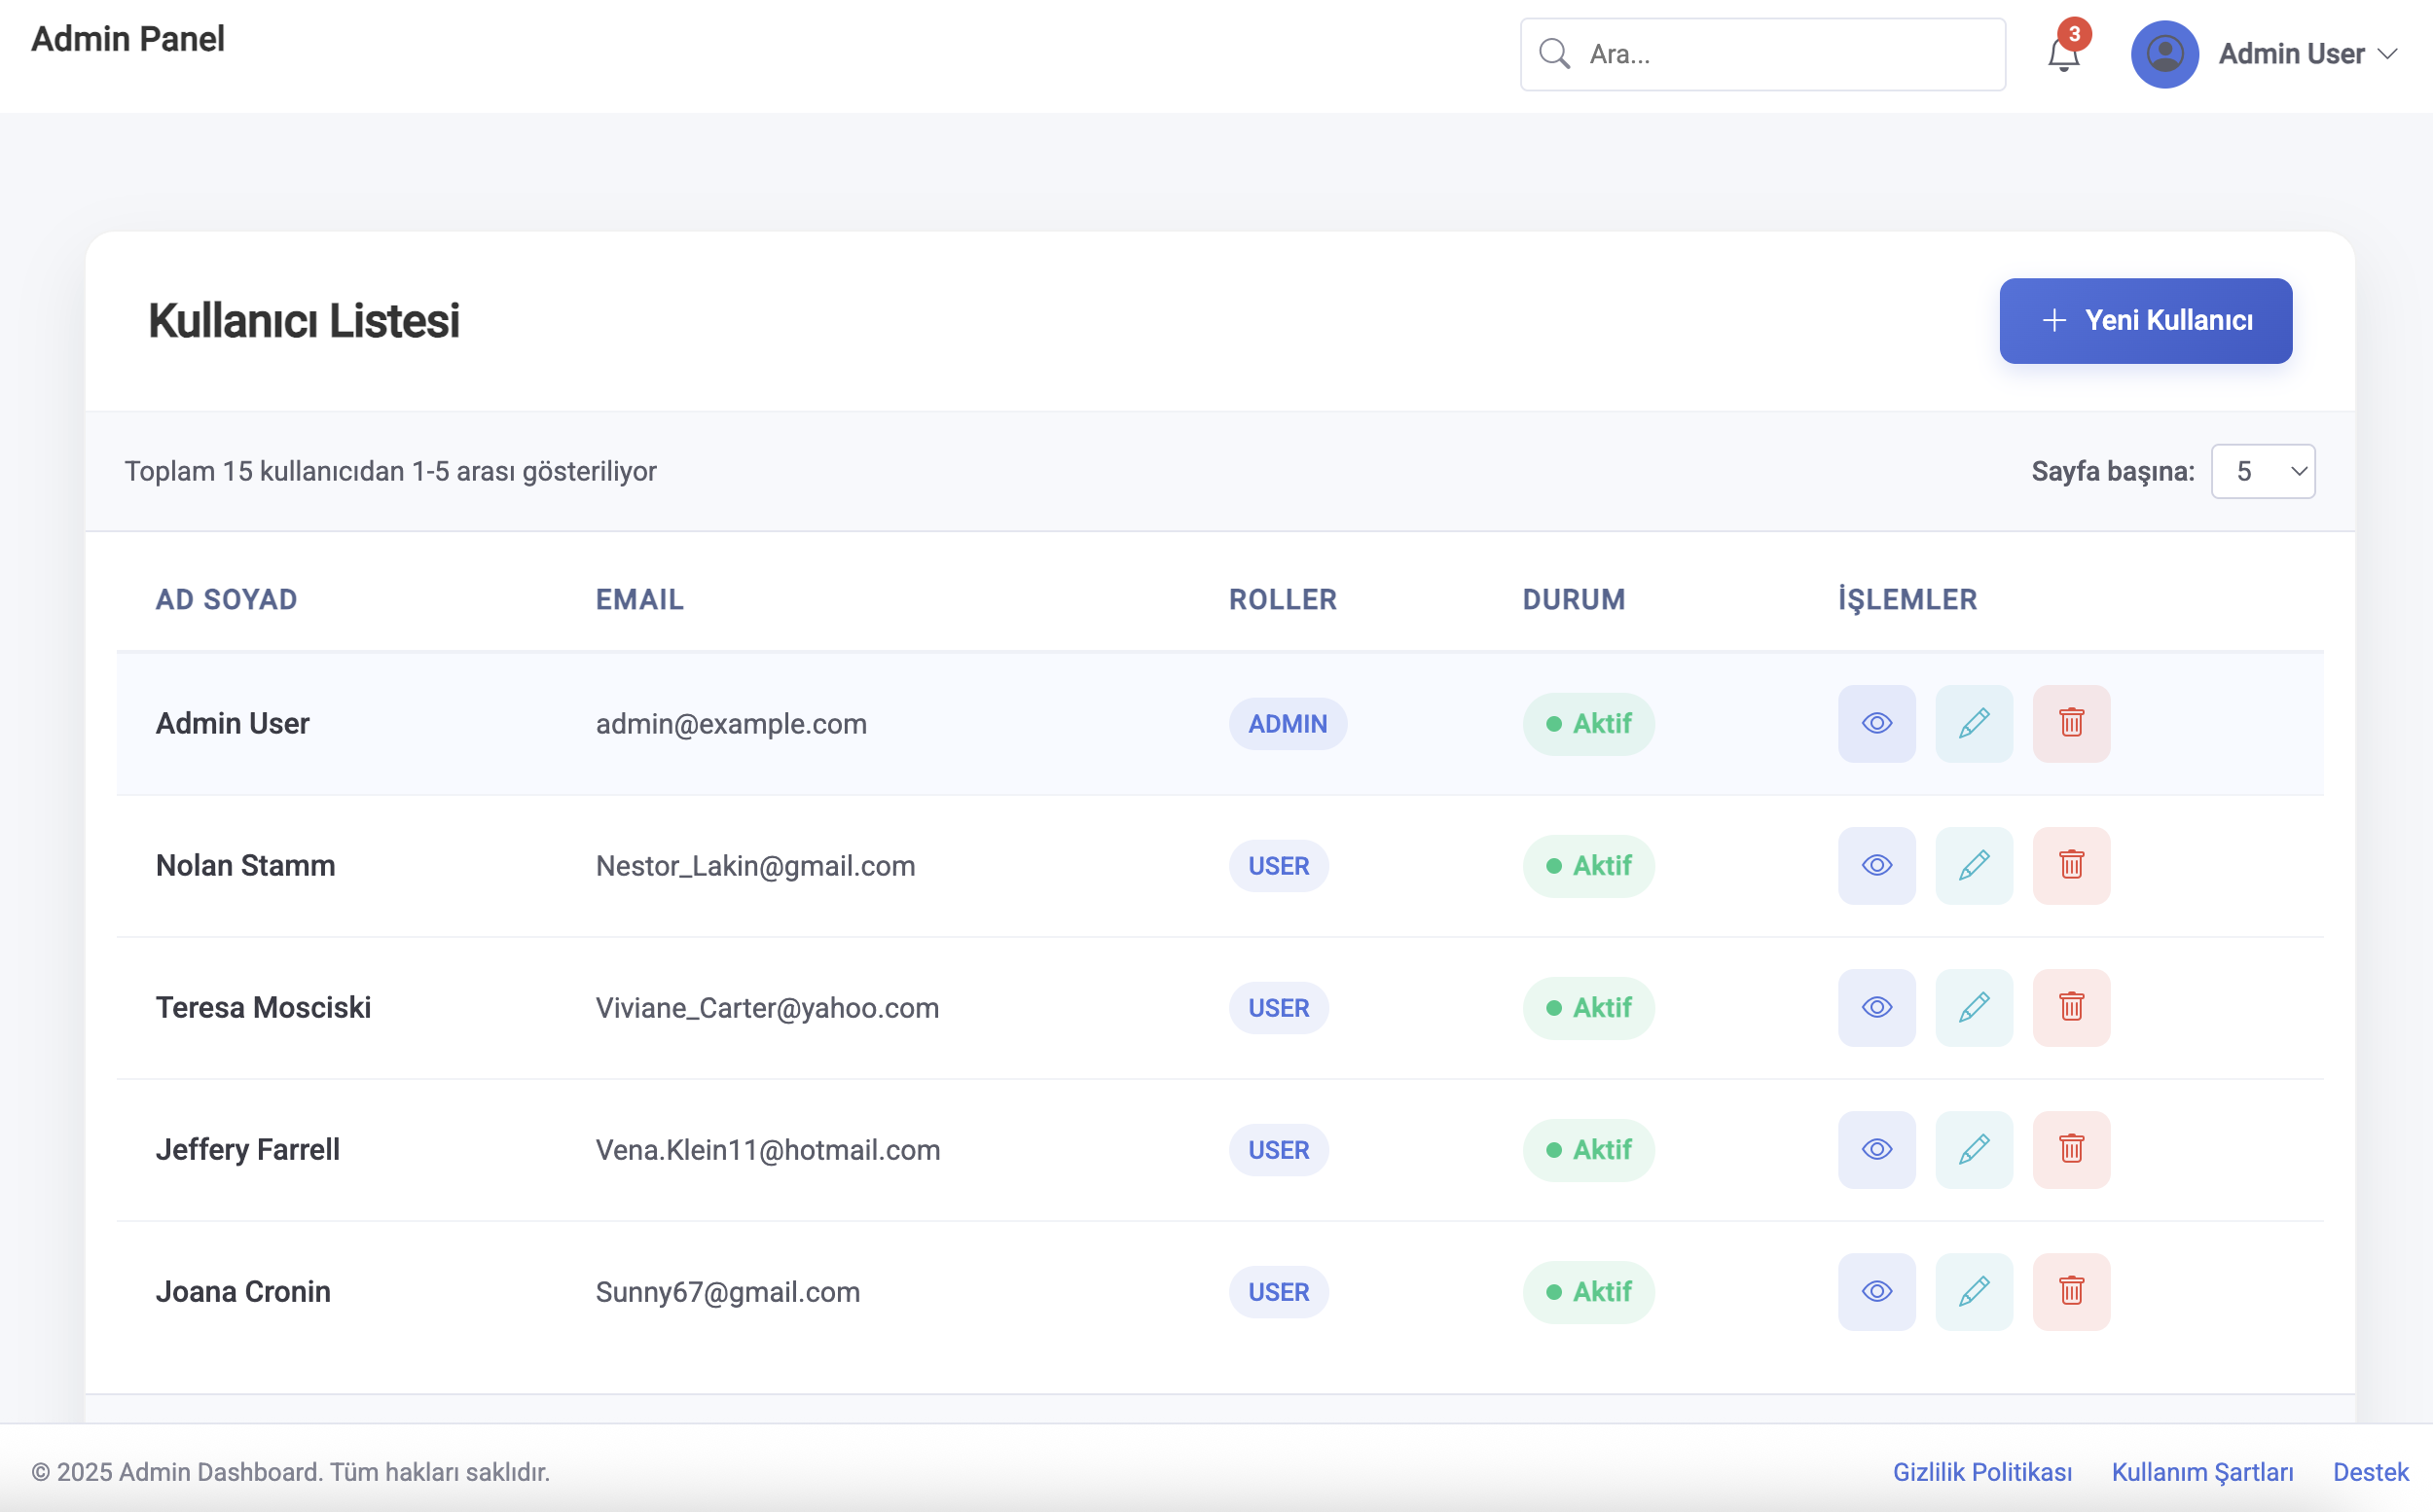 Admin Panel
Ara...
3
Admin User
Kullanıcı Listesi
Yeni Kullanıcı
Toplam 15 kullanıcıdan 1-5 arası gösteriliyor
Sayfa başına: 5
AD SOYAD EMAIL ROLLER DURUM İŞLEMLER
Admin User admin@example.com ADMIN Aktif
Nolan Stamm Nestor_Lakin@gmail.com USER Aktif
Teresa Mosciski Viviane_Carter@yahoo.com USER Aktif
Jeffery Farrell Vena.Klein11@hotmail.com USER Aktif
Joana Cronin Sunny67@gmail.com USER Aktif
© 2025 Admin Dashboard. Tüm hakları saklıdır.
Gizlilik Politikası Kullanım Şartları Destek